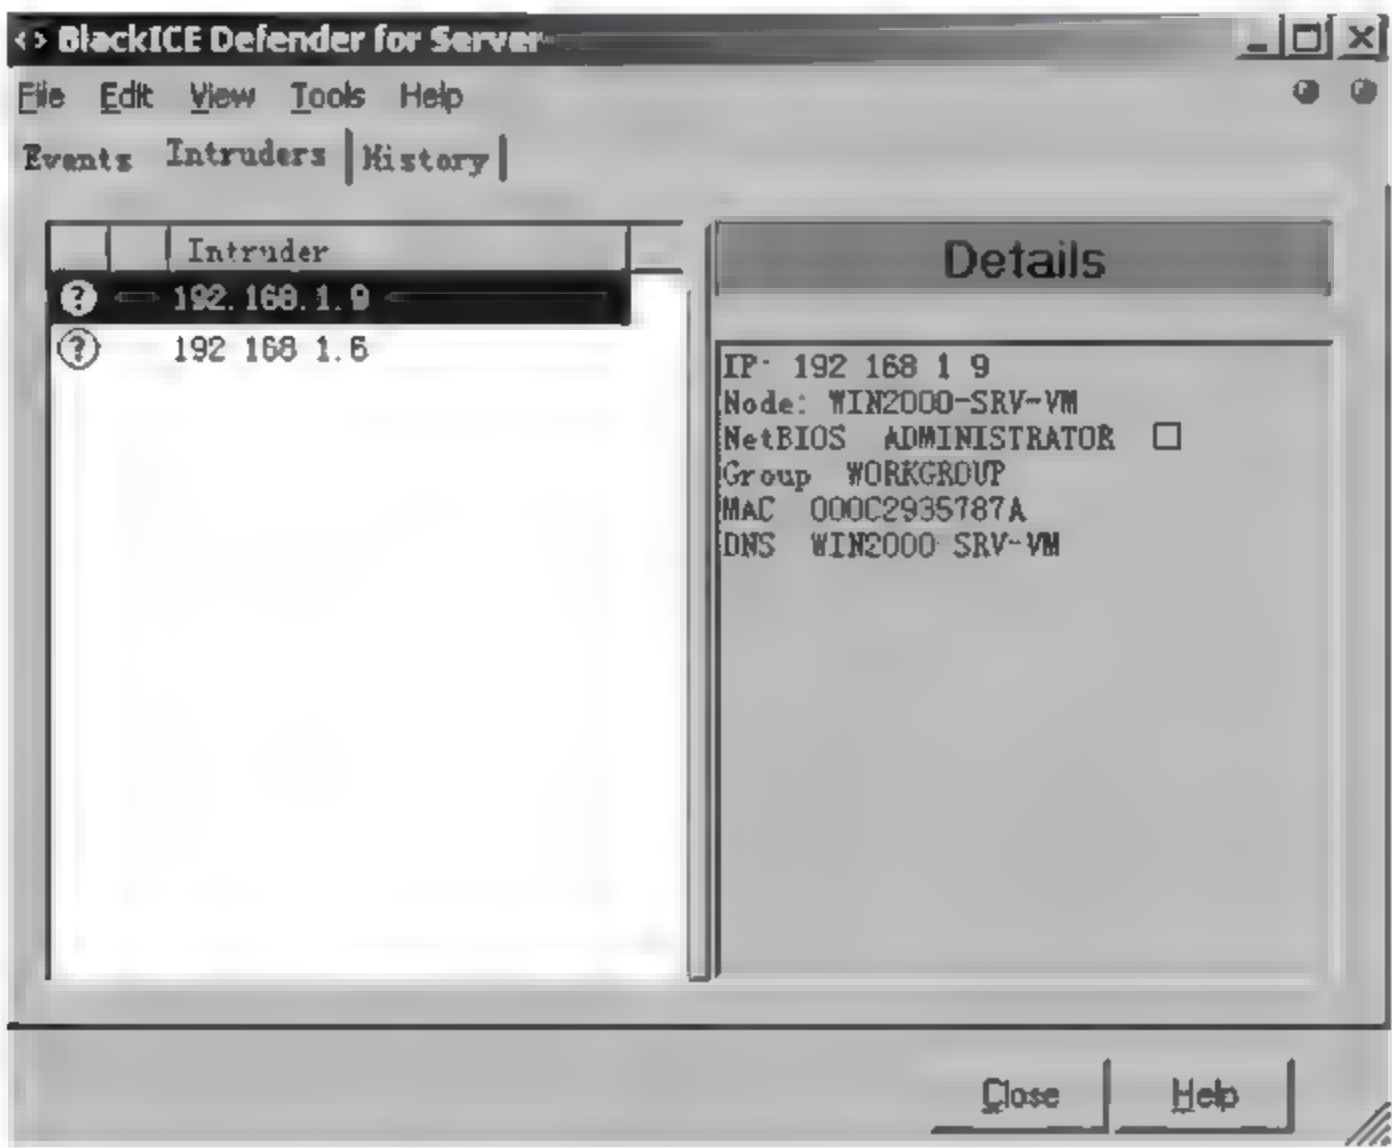 BlackICE Defender for Server
File Edit View Tools Help
Events Intruders History
Intruder
192.168.1.9
192 168 1.6
Details
IP· 192 168 1 9
Node: WIN2000-SRV-VM
NetBIOS ADMINISTRATOR □
Group WORKGROUP
MAC 000C2935787A
DNS WIN2000 SRV-VM
Close Help